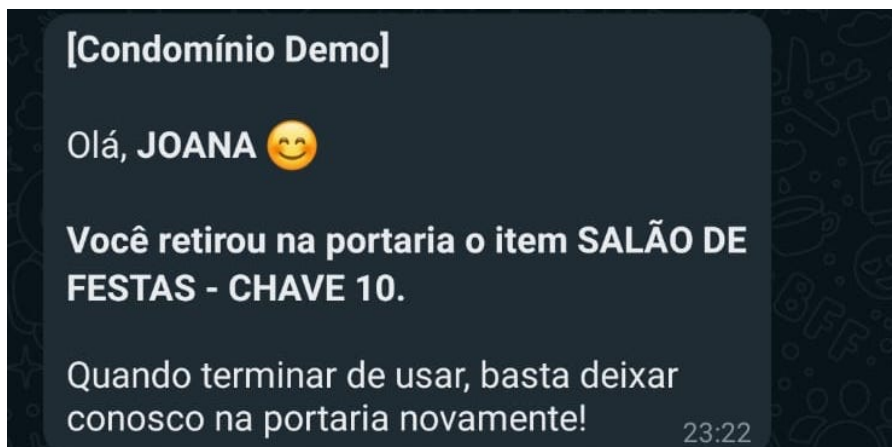 [Condomínio Demo]
Olá, JOANA 😊
Você retirou na portaria o item SALÃO DE
FESTAS - CHAVE 10.
Quando terminar de usar, basta deixar
conosco na portaria novamente!
23:22